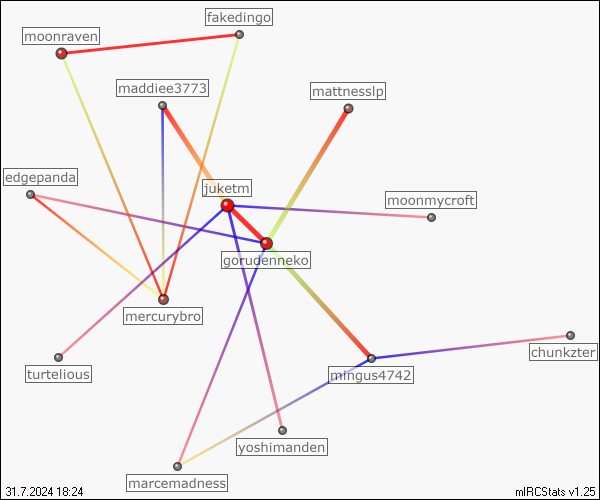 fakedingo
moonraven
maddiee3773
mattnesslp
edgepanda
juketm
moonmycroft
gorudenneko
mercurybro
chunkzter
turtelious
mingus4742
yoshimanden
marcemadness
31.7.2024 18:24
mIRCStats v1.25